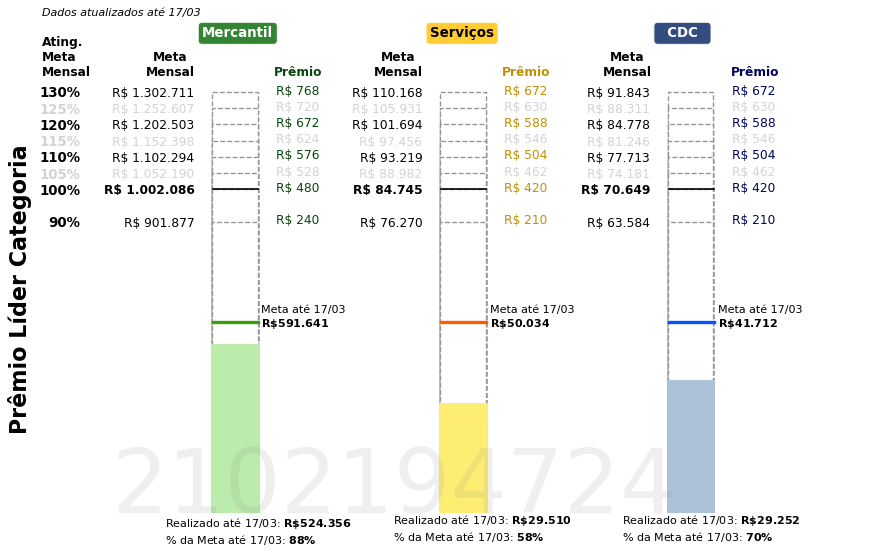 Dados atualizados até 17/03
Mercantil Serviços CDC
Ating. Meta Mensal Meta Mensal Prêmio Meta Mensal Prêmio Meta Mensal Prêmio
130% R$ 1.302.711 R$ 768 R$ 110.168 R$ 672 R$ 91.843 R$ 672
125% R$ 1.252.607 R$ 720 R$ 105.931 R$ 630 R$ 88.311 R$ 630
120% R$ 1.202.503 R$ 672 R$ 101.694 R$ 588 R$ 84.778 R$ 588
115% R$ 1.152.398 R$ 624 R$ 97.456 R$ 546 R$ 81.246 R$ 546
110% R$ 1.102.294 R$ 576 R$ 93.219 R$ 504 R$ 77.713 R$ 504
105% R$ 1.052.190 R$ 528 R$ 88.982 R$ 462 R$ 74.181 R$ 462
100% R$ 1.002.086 R$ 480 R$ 84.745 R$ 420 R$ 70.649 R$ 420
90% R$ 901.877 R$ 240 R$ 76.270 R$ 210 R$ 63.584 R$ 210
Prêmio Líder Categoria
Meta até 17/03 Meta até 17/03 Meta até 17/03
R$591.641 R$50.034 R$41.712
2102194724
Realizado até 17/03: R$524.356 Realizado até 17/03: R$29.510 Realizado até 17/03: R$29.252
% da Meta até 17/03: 88% % da Meta até 17/03: 58% % da Meta até 17/03: 70%